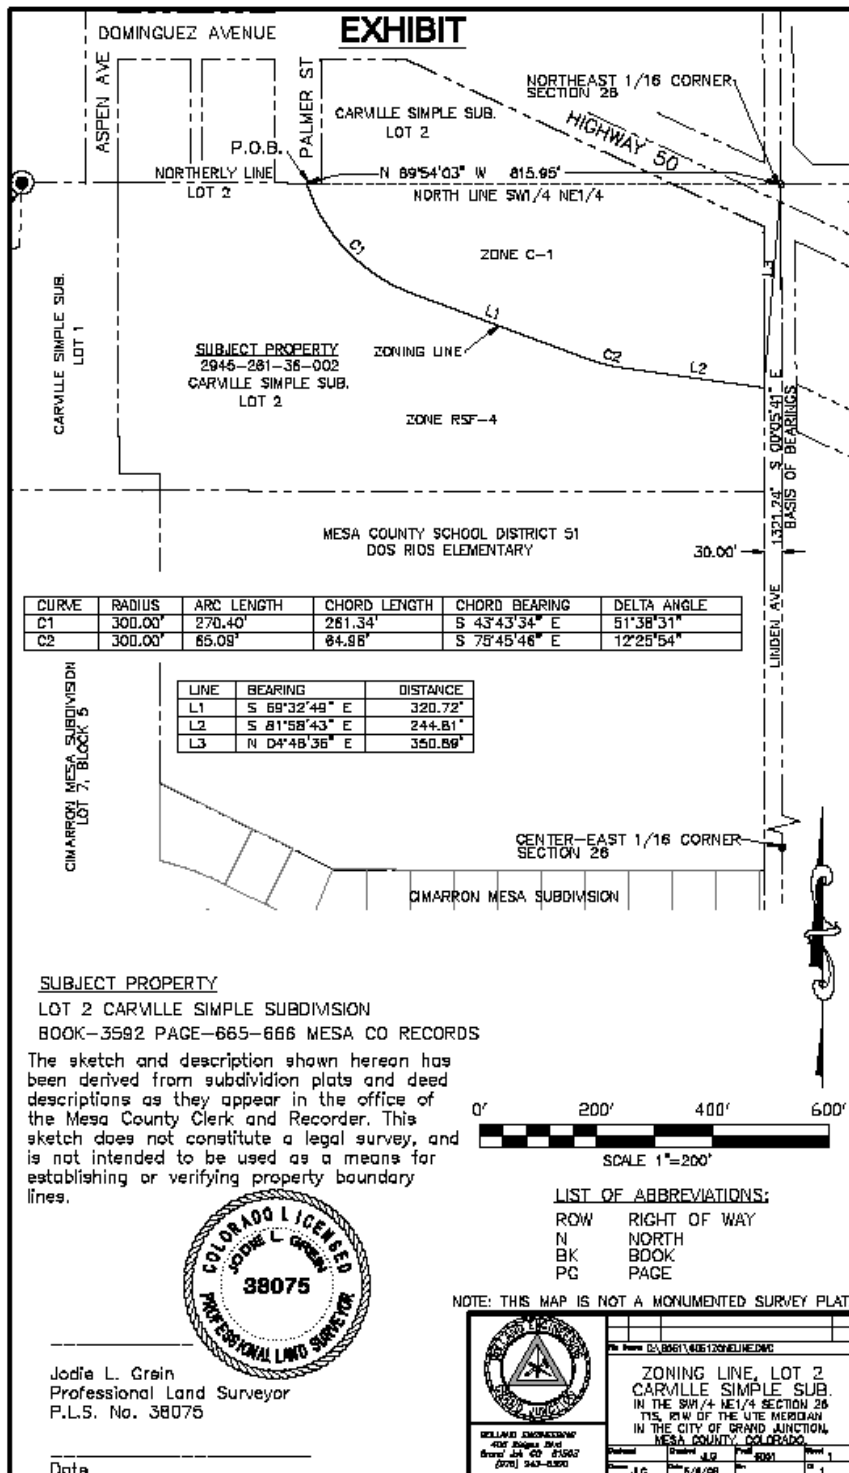 EXHIBIT
DOMINGUEZ AVENUE
ASPEN AVE
PALMER ST
CARVILLE SIMPLE SUB.
LOT 2
NORTHEAST 1/16 CORNER
SECTION 26
HIGHWAY 50
P.O.B.
NORTHERLY LINE
LOT 2
N 89°54'03" W 815.95'
NORTH LINE SW1/4 NE1/4
C1
ZONE C-1
L3
L1
CARVILLE SIMPLE SUB.
LOT 1
SUBJECT PROPERTY
2945-261-36-002
CARVILLE SIMPLE SUB.
LOT 2
ZONING LINE
C2
L2
ZONE RSF-4
1321.24' S 00°05'41" E
BASIS OF BEARINGS
MESA COUNTY SCHOOL DISTRICT 51
DOS RIOS ELEMENTARY
30.00'
LINDEN AVE
CURVE RADIUS ARC LENGTH CHORD LENGTH CHORD BEARING DELTA ANGLE
C1 300.00' 270.40' 261.34' S 43°43'34" E 51°38'31"
C2 300.00' 65.09' 64.96' S 75°45'46" E 12°25'54"
LINE BEARING DISTANCE
L1 S 69°32'49" E 320.72'
L2 S 81°58'43" E 244.81'
L3 N 04°46'36" E 350.89'
CIMARRON MESA SUBDIVISION
LOT 7, BLOCK 5
CENTER-EAST 1/16 CORNER
SECTION 26
CIMARRON MESA SUBDIVISION
SUBJECT PROPERTY
LOT 2 CARVILLE SIMPLE SUBDIVISION
BOOK-3592 PAGE-665-666 MESA CO RECORDS
The sketch and description shown hereon has
been derived from subdividion plats and deed
descriptions as they appear in the office of
the Mesa County Clerk and Recorder. This
sketch does not constitute a legal survey, and
is not intended to be used as a means for
establishing or verifying property boundary
lines.
0' 200' 400' 600'
SCALE 1"=200'
LIST OF ABBREVIATIONS:
ROW RIGHT OF WAY
N NORTH
BK BOOK
PG PAGE
COLORADO LICENSED
JODIE L. GREIN
38075
PROFESSIONAL LAND SURVEYOR
NOTE: THIS MAP IS NOT A MONUMENTED SURVEY PLAT
Jodie L. Grein
Professional Land Surveyor
P.L.S. No. 38075
Date
ZONING LINE, LOT 2
CARVILLE SIMPLE SUB.
IN THE SW1/4 NE1/4 SECTION 26
T1S, R1W OF THE UTE MERIDIAN
IN THE CITY OF GRAND JUNCTION,
MESA COUNTY, COLORADO
HOLLAND ENGINEERING
GRAND JUNCTION